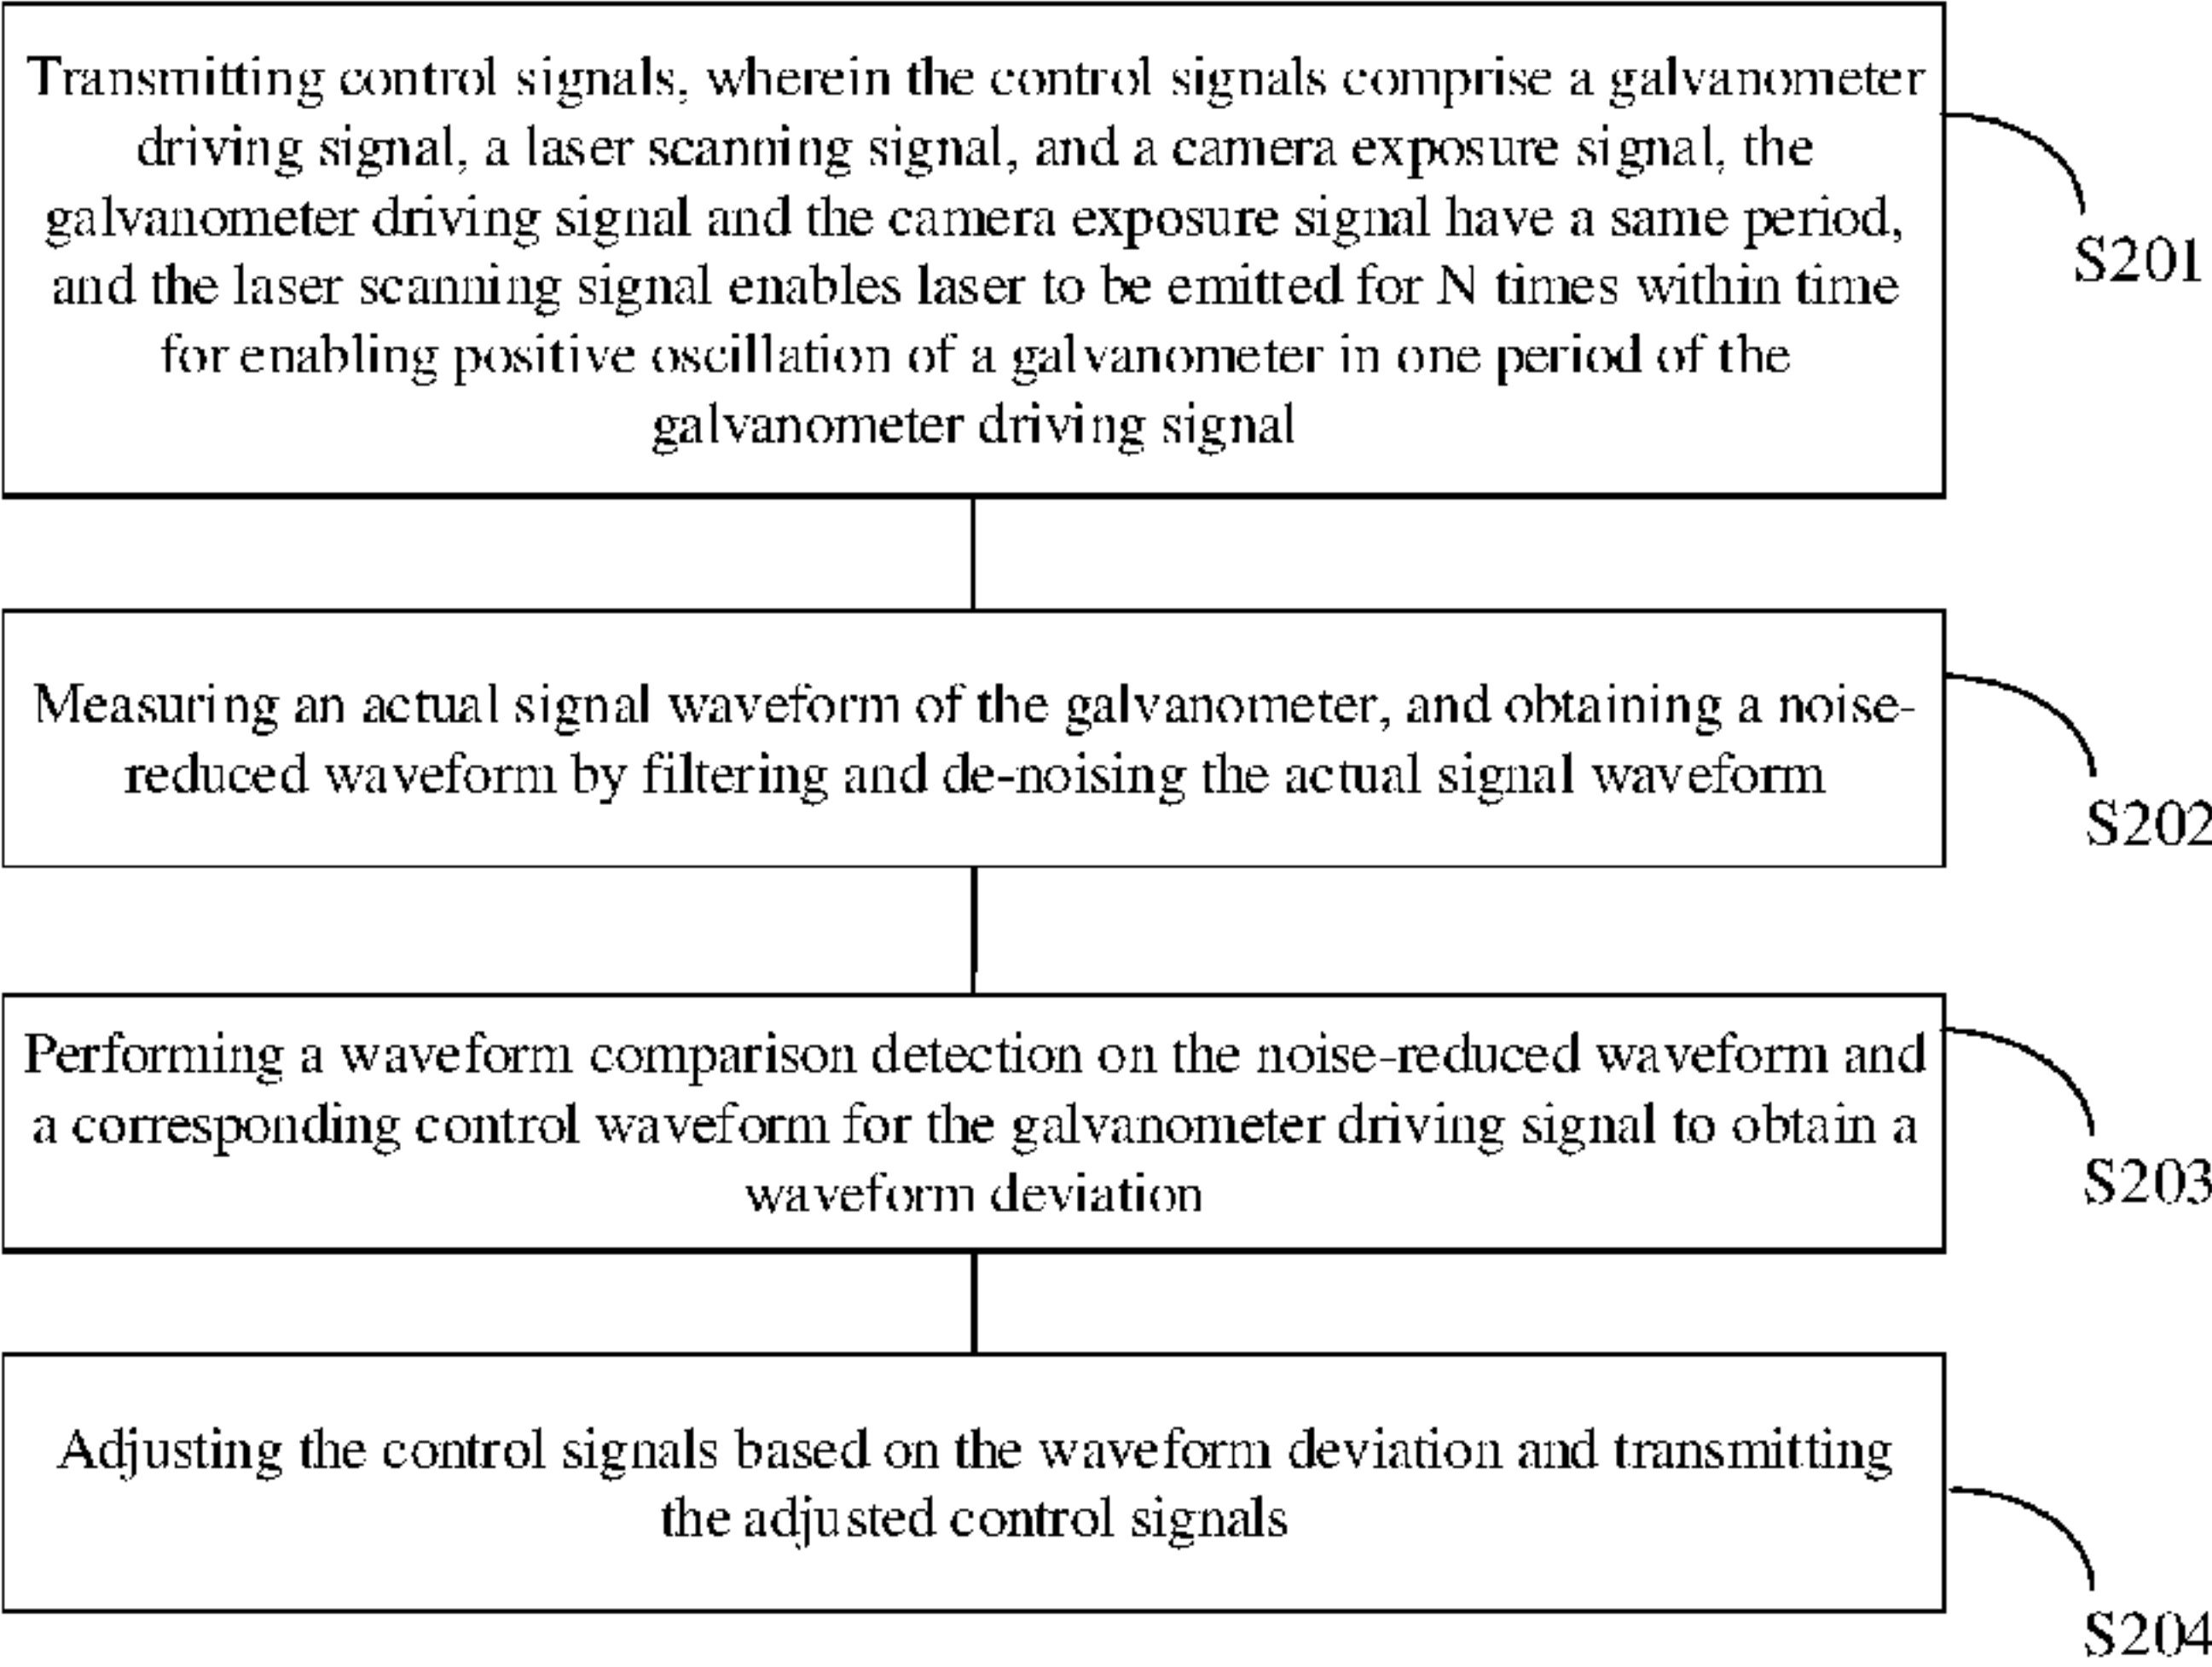 Transmitting control signals, wherein the control signals comprise a galvanometer
driving signal, a laser scanning signal, and a camera exposure signal, the
galvanometer driving signal and the camera exposure signal have a same period,
and the laser scanning signal enables laser to be emitted for N times within time
for enabling positive oscillation of a galvanometer in one period of the
galvanometer driving signal
S201
Measuring an actual signal waveform of the galvanometer, and obtaining a noise-
reduced waveform by filtering and de-noising the actual signal waveform
S202
Performing a waveform comparison detection on the noise-reduced waveform and
a corresponding control waveform for the galvanometer driving signal to obtain a
waveform deviation
S203
Adjusting the control signals based on the waveform deviation and transmitting
the adjusted control signals
S204